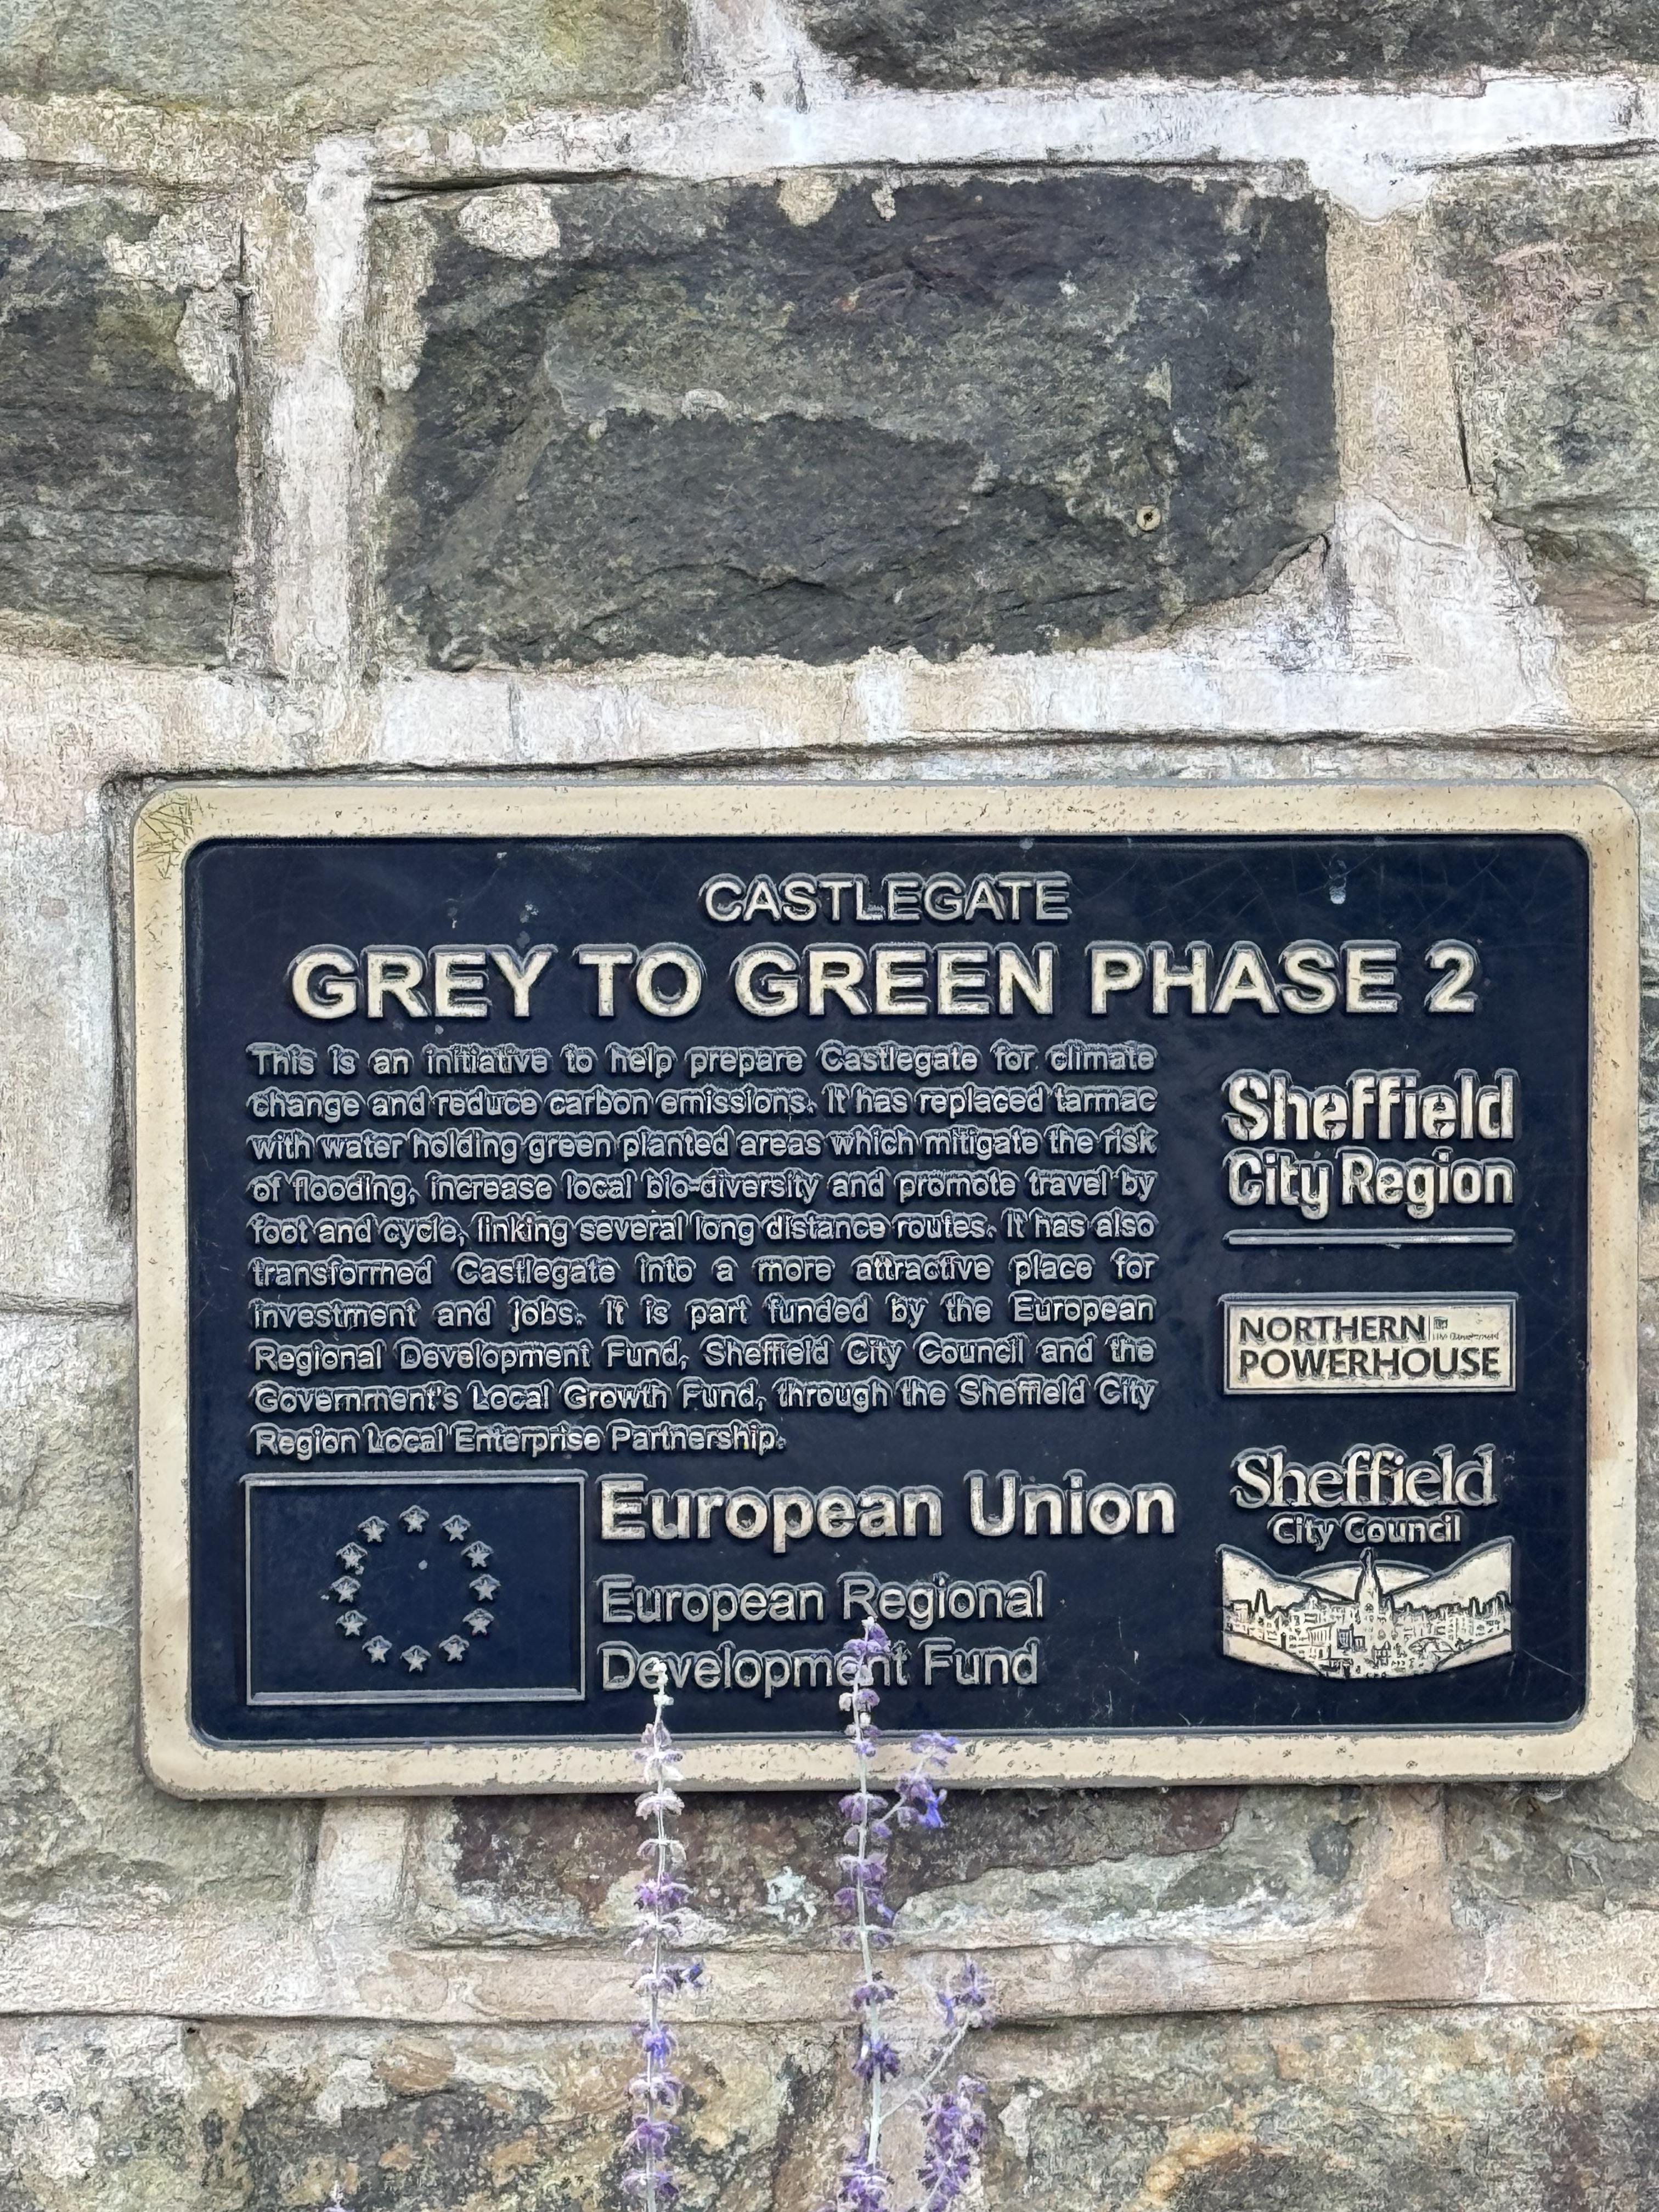 CASTLEGATE
GREY TO GREEN PHASE 2
This is an initiative to help prepare Castlegate for climate
change and reduce carbon emissions. It has replaced tarmac
with water holding green planted areas which mitigate the risk
of flooding, increase local bio-diversity and promote travel by
foot and cycle, linking several long distance routes. It has also
transformed Castlegate into a more attractive place for
investment and jobs. It is part funded by the European
Regional Development Fund, Sheffield City Council and the
Government's Local Growth Fund, through the Sheffield City
Region Local Enterprise Partnership.
European Union
European Regional
Development Fund
Sheffield
City Region
NORTHERN
HM Government
POWERHOUSE
Sheffield
City Council